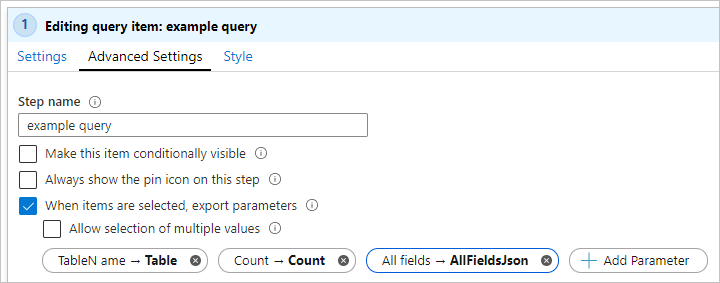 1 Editing query item: example query
Settings Advanced Settings Style
Step name
example query
Make this item conditionally visible
Always show the pin icon on this step
When items are selected, export parameters
Allow selection of multiple values
TableN ame → Table Count → Count All fields → AllFieldsJson Add Parameter